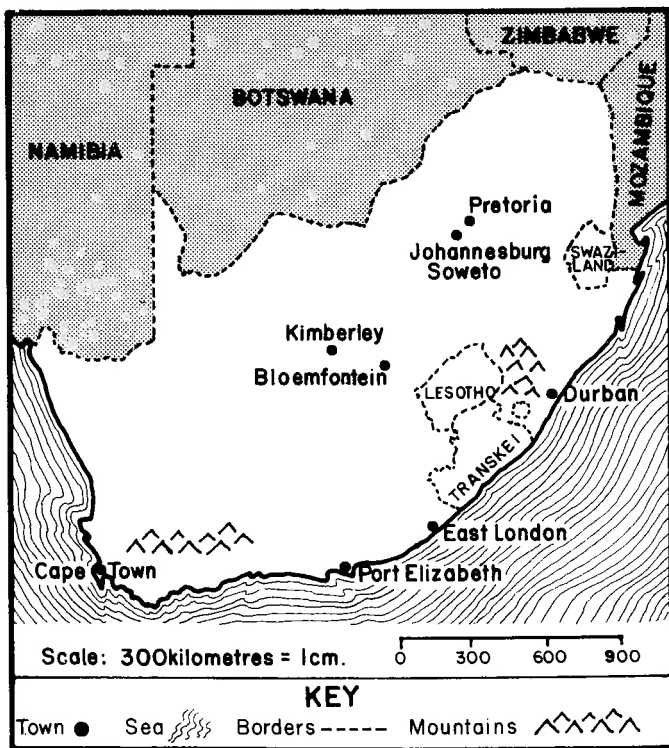 ZIMBABWE
BOTSWANA
NAMIBIA
MOZAMBIQUE
Pretoria
Johannesburg
Soweto
SWAZI-
LAND
Kimberley
Bloemfontein
LESOTHO
Durban
TRANSKEI
East London
Cape Town
Port Elizabeth
Scale: 300kilometres = 1cm.
0 300 600 900
KEY
Town Sea Borders Mountains